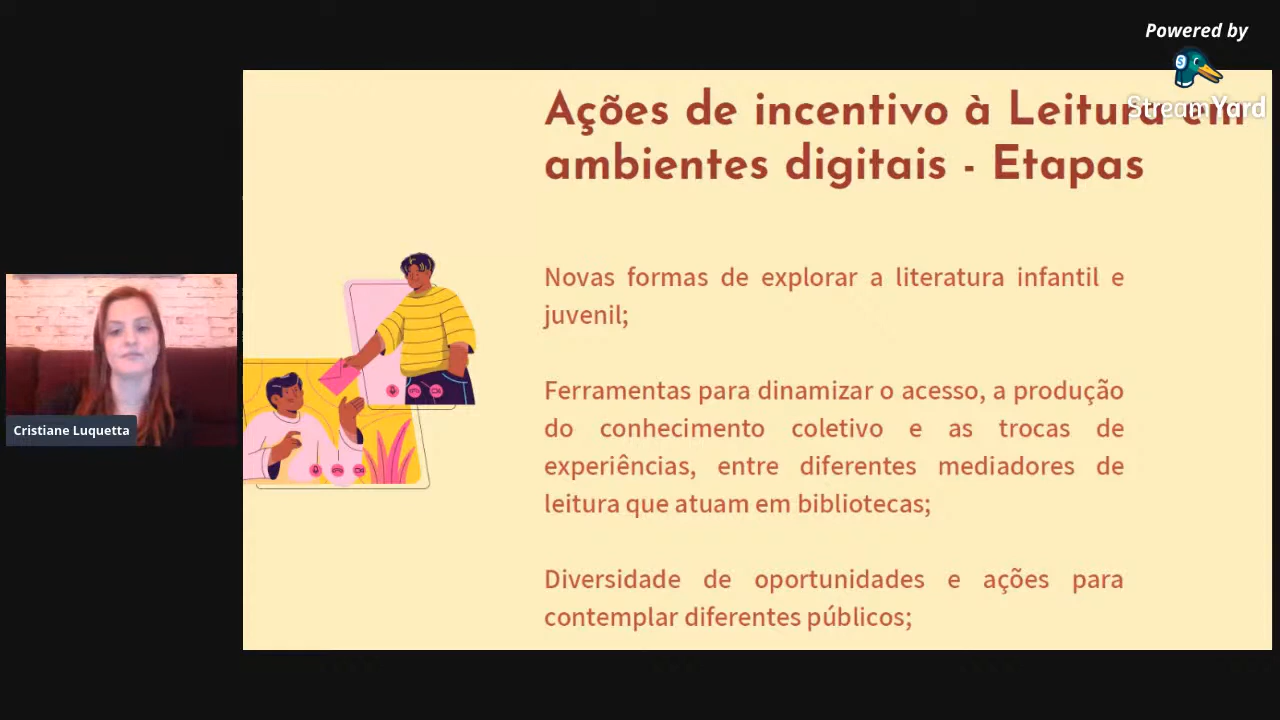 Powered by
StreamYard
Ações de incentivo à Leitura em
ambientes digitais - Etapas
Novas formas de explorar a literatura infantil e
juvenil;
Ferramentas para dinamizar o acesso, a produção
do conhecimento coletivo e as trocas de
experiências, entre diferentes mediadores de
leitura que atuam em bibliotecas;
Diversidade de oportunidades e ações para
contemplar diferentes públicos;
Cristiane Luquetta